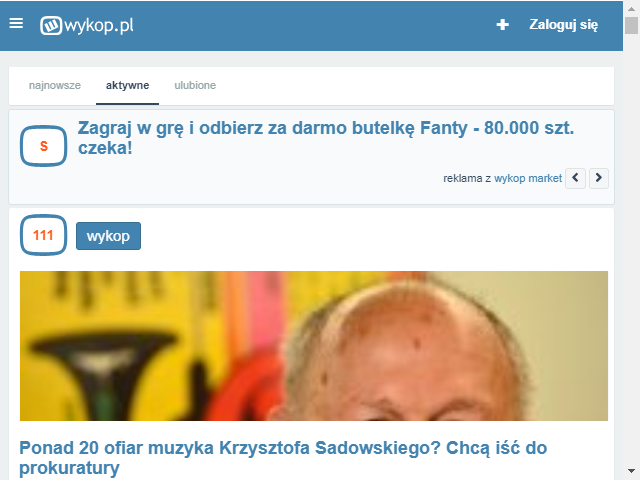 wykop.pl
Zaloguj się
najnowsze aktywne ulubione
S
Zagraj w grę i odbierz za darmo butelkę Fanty - 80.000 szt.
czeka!
reklama z wykop market
111
wykop
Ponad 20 ofiar muzyka Krzysztofa Sadowskiego? Chcą iść do
prokuratury